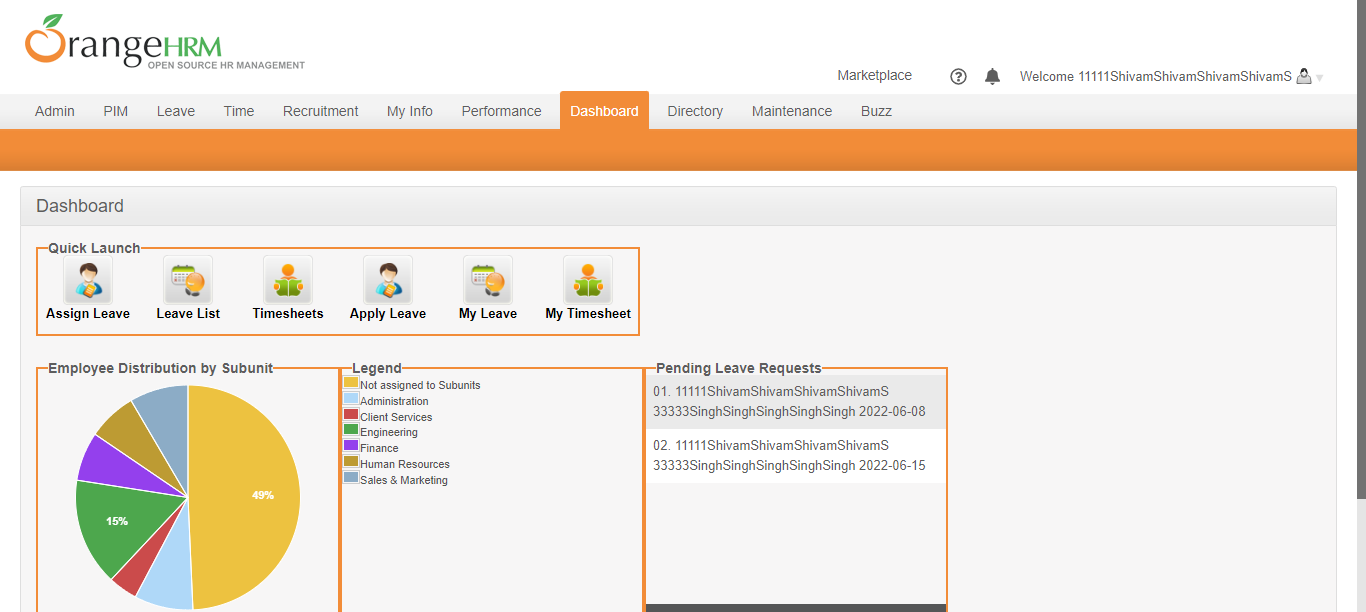 OrangeHRM
OPEN SOURCE HR MANAGEMENT
Marketplace
Welcome 11111ShivamShivamShivamShivamS
Admin PIM Leave Time Recruitment My Info Performance Dashboard Directory Maintenance Buzz
Dashboard
Quick Launch
Assign Leave Leave List Timesheets Apply Leave My Leave My Timesheet
Employee Distribution by Subunit
49%
15%
Legend
Not assigned to Subunits
Administration
Client Services
Engineering
Finance
Human Resources
Sales & Marketing
Pending Leave Requests
01. 11111ShivamShivamShivamShivamS
33333SinghSinghSinghSinghSingh 2022-06-08
02. 11111ShivamShivamShivamShivamS
33333SinghSinghSinghSinghSingh 2022-06-15